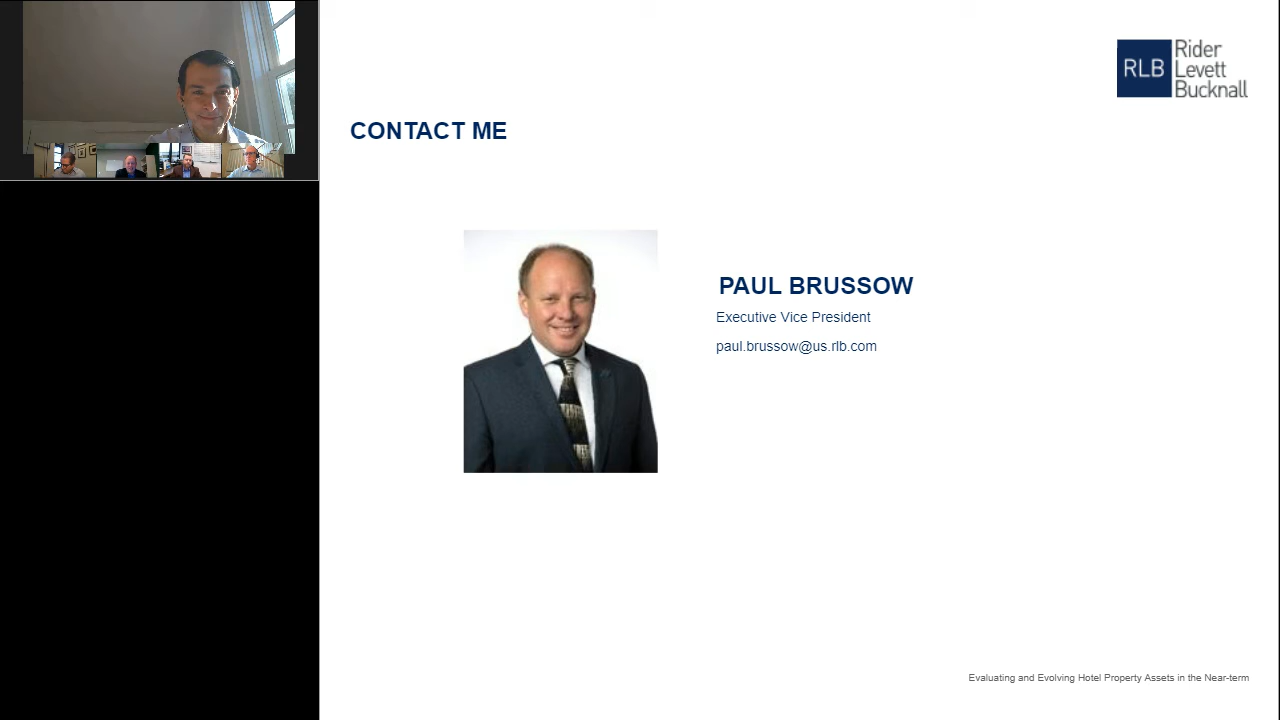 RLB
Rider
Levett
Bucknall
CONTACT ME
PAUL BRUSSOW
Executive Vice President
paul.brussow@us.rlb.com
Evaluating and Evolving Hotel Property Assets in the Near-term